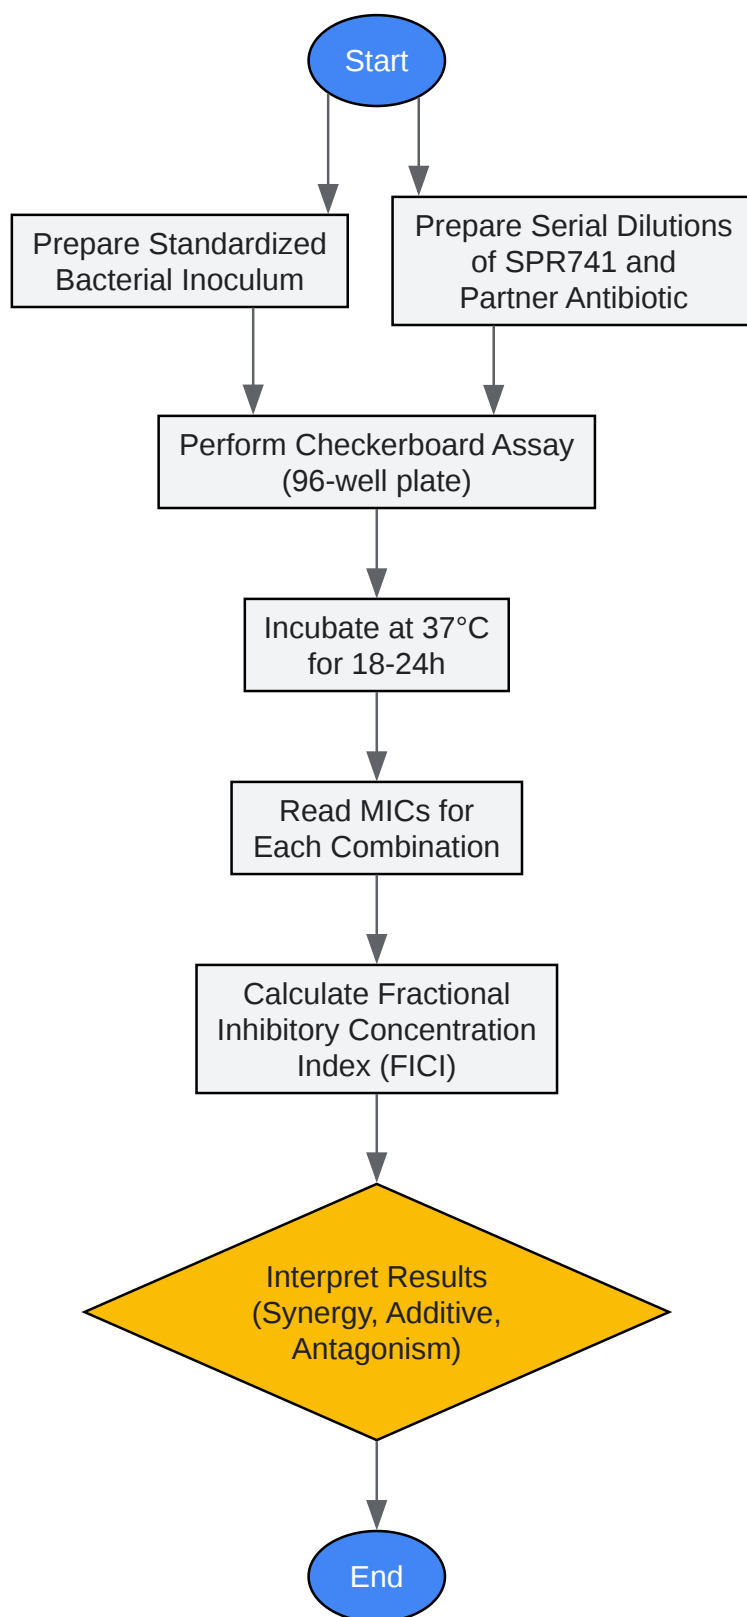 Start
Prepare Standardized
Bacterial Inoculum
Prepare Serial Dilutions
of SPR741 and
Partner Antibiotic
Perform Checkerboard Assay
(96-well plate)
Incubate at 37°C
for 18-24h
Read MICs for
Each Combination
Calculate Fractional
Inhibitory Concentration
Index (FICI)
Interpret Results
(Synergy, Additive,
Antagonism)
End